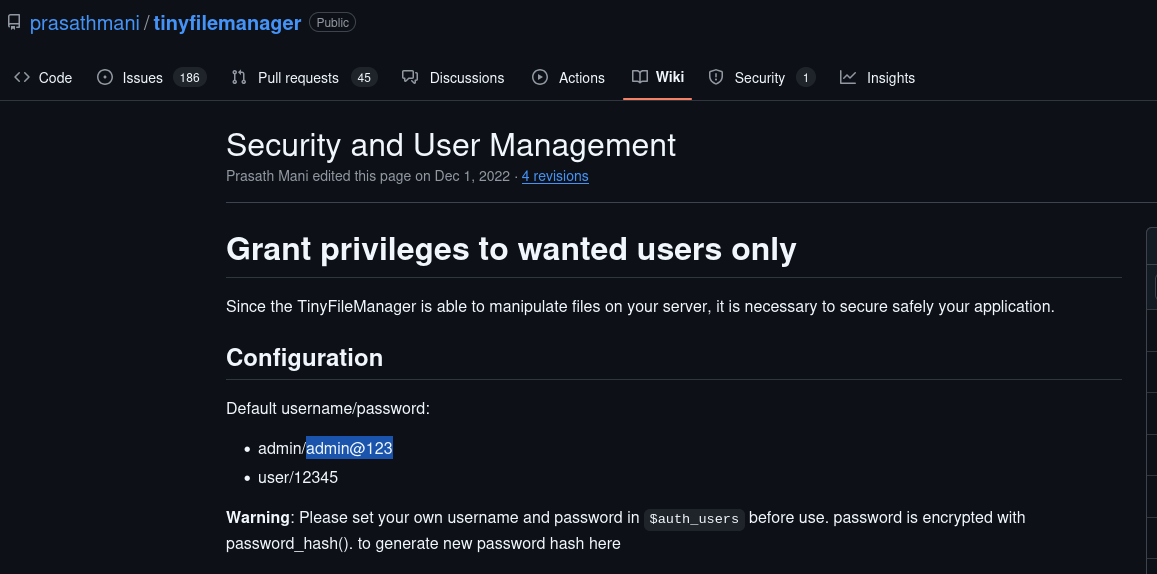 prasathmani / tinyfilemanager Public
Code Issues 186 Pull requests 45 Discussions Actions Wiki Security 1 Insights
Security and User Management
Prasath Mani edited this page on Dec 1, 2022 · 4 revisions
Grant privileges to wanted users only
Since the TinyFileManager is able to manipulate files on your server, it is necessary to secure safely your application.
Configuration
Default username/password:
• admin/admin@123
• user/12345
Warning: Please set your own username and password in $auth_users before use. password is encrypted with
password_hash(). to generate new password hash here